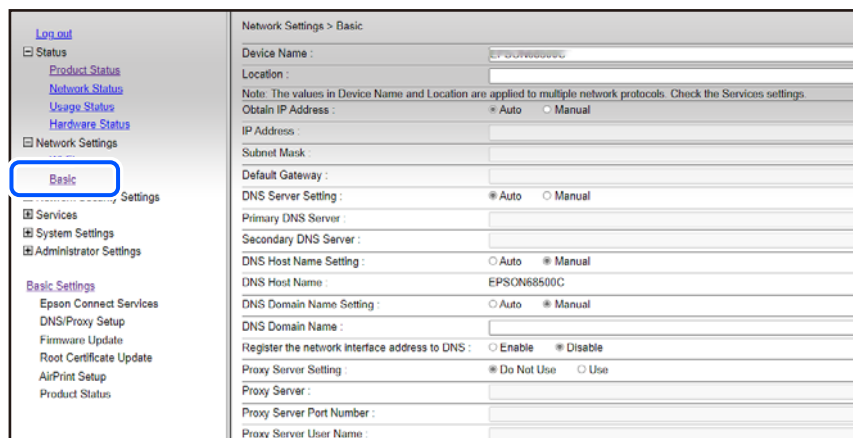 Log out
Status
Product Status
Network Status
Usage Status
Hardware Status
Network Settings
Basic
Settings
Services
System Settings
Administrator Settings
Basic Settings
Epson Connect Services
DNS/Proxy Setup
Firmware Update
Root Certificate Update
AirPrint Setup
Product Status
Network Settings > Basic
Device Name :
Location :
Note: The values in Device Name and Location are applied to multiple network protocols. Check the Services settings.
Obtain IP Address : Auto Manual
IP Address :
Subnet Mask :
Default Gateway :
DNS Server Setting : Auto Manual
Primary DNS Server :
Secondary DNS Server :
DNS Host Name Setting : Auto Manual
DNS Host Name : EPSON68500C
DNS Domain Name Setting : Auto Manual
DNS Domain Name :
Register the network interface address to DNS : Enable Disable
Proxy Server Setting : Do Not Use Use
Proxy Server :
Proxy Server Port Number :
Proxy Server User Name :